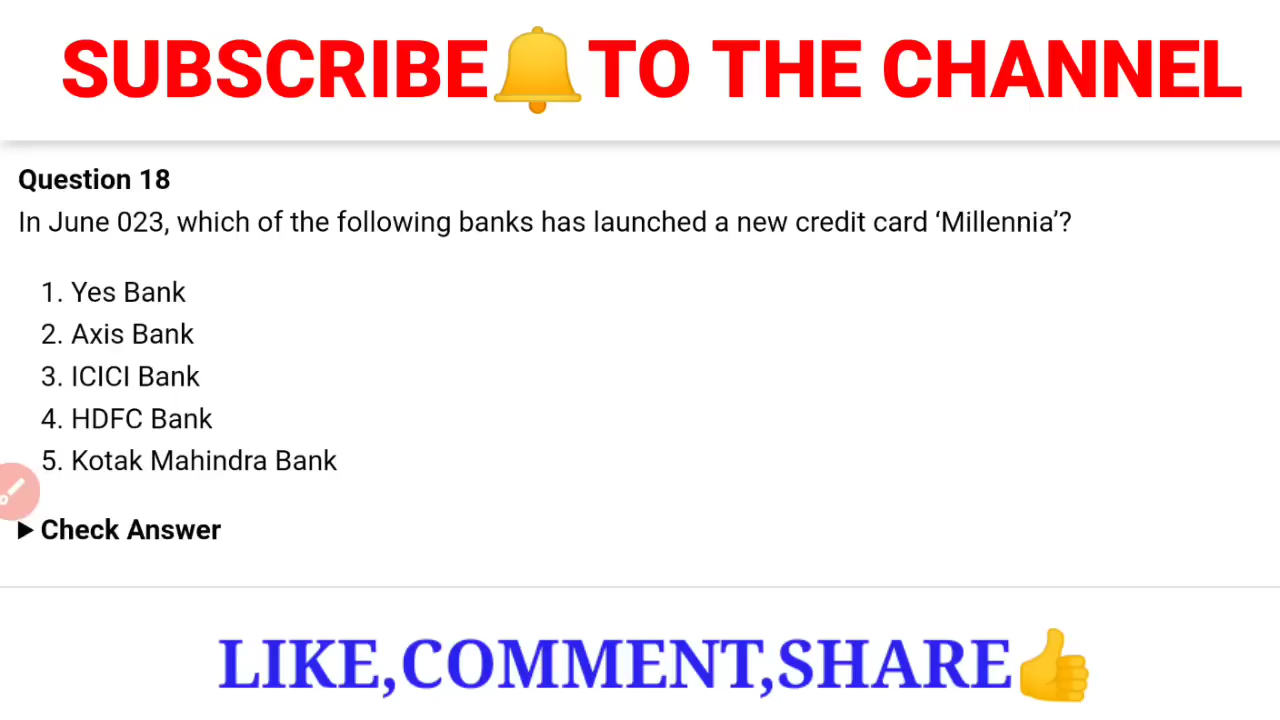 SUBSCRIBE🔔TO THE CHANNEL
Question 18
In June 023, which of the following banks has launched a new credit card ‘Millennia’?
1. Yes Bank
2. Axis Bank
3. ICICI Bank
4. HDFC Bank
5. Kotak Mahindra Bank
▶ Check Answer
LIKE,COMMENT,SHARE👍